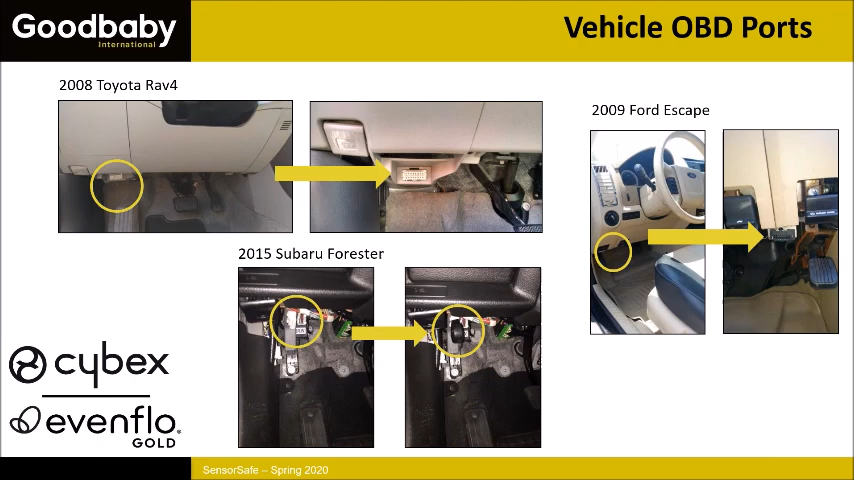 Goodbaby
International
Vehicle OBD Ports
2008 Toyota Rav4
2009 Ford Escape
2015 Subaru Forester
cybex
evenflo®
GOLD
SensorSafe – Spring 2020